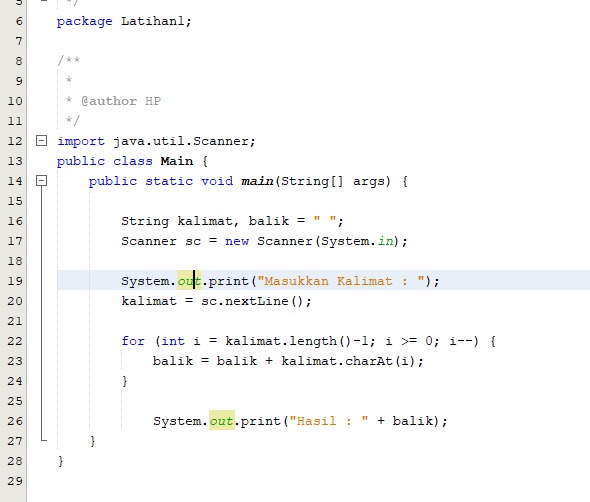 5 */
6 package Latihan1;
7
8 /**
9 *
10 * @author HP
11 */
12 import java.util.Scanner;
13 public class Main {
14 public static void main(String[] args) {
15
16 String kalimat, balik = " ";
17 Scanner sc = new Scanner(System.in);
18
19 System.out.print("Masukkan Kalimat : ");
20 kalimat = sc.nextLine();
21
22 for (int i = kalimat.length()-1; i >= 0; i--) {
23 balik = balik + kalimat.charAt(i);
24 }
25
26 System.out.print("Hasil : " + balik);
27 }
28 }
29